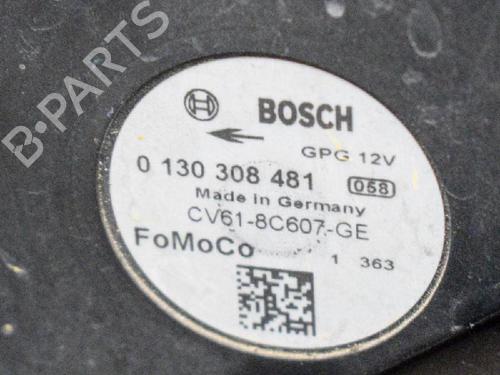 B-PARTS
BOSCH
GPG 12V
0 130 308 481 058
Made in Germany
CV61-8C607-GE
FoMoCo 1 363